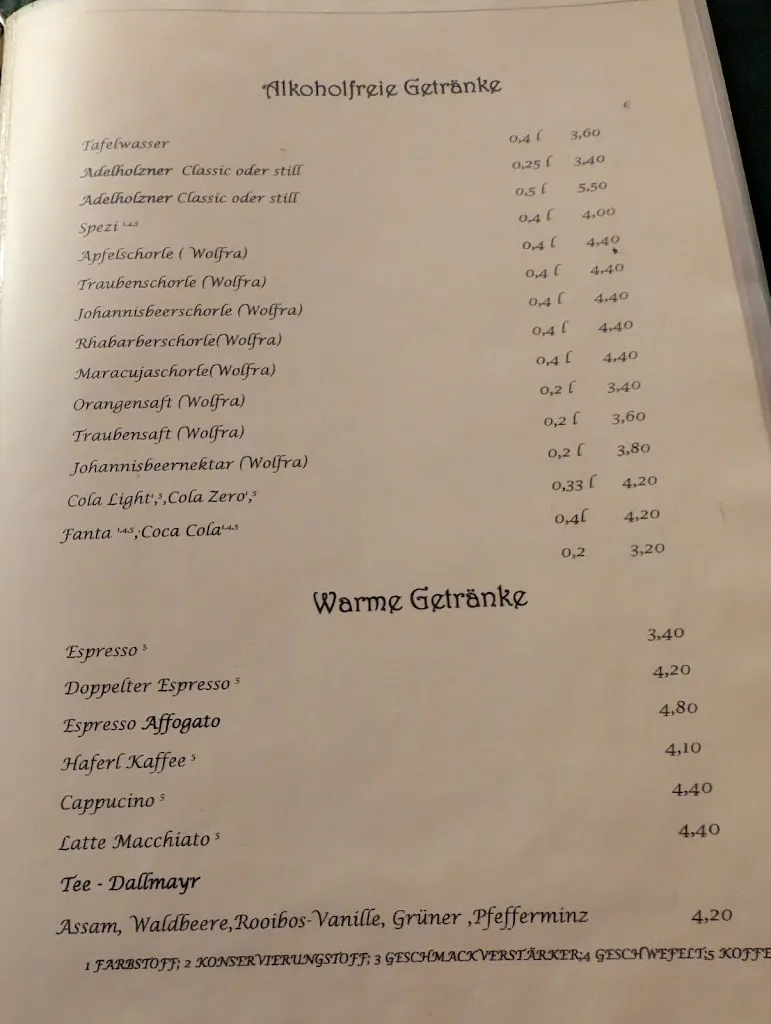 Alkoholfreie Getränke
€
Tafelwasser 0,4 l 3,60
Adelholzner Classic oder still 0,25 l 3,40
Adelholzner Classic oder still 0,5 l 5,50
Spezi 1,4,5 0,4 l 4,00
Apfelschorle ( Wolfra) 0,4 l 4,40
Traubenschorle (Wolfra) 0,4 l 4,40
Johannisbeerschorle (Wolfra) 0,4 l 4,40
Rhabarberschorle(Wolfra) 0,4 l 4,40
Maracujaschorle(Wolfra) 0,4 l 4,40
Orangensaft (Wolfra) 0,2 l 3,40
Traubensaft (Wolfra) 0,2 l 3,60
Johannisbeernektar (Wolfra) 0,2 l 3,80
Cola Light¹,⁵,Cola Zero¹,⁵ 0,33 l 4,20
Fanta 1,4,5,Coca Cola1,4,5 0,4l 4,20
0,2 3,20
Warme Getränke
Espresso 5 3,40
Doppelter Espresso 5 4,20
Espresso Affogato 4,80
Haferl Kaffee 5 4,10
Cappucino 5 4,40
Latte Macchiato 5 4,40
Tee - Dallmayr
Assam, Waldbeere,Rooibos-Vanille, Grüner ,Pfefferminz 4,20
1 FARBSTOFF; 2 KONSERVIERUNGSTOFF; 3 GESCHMACKVERSTÄRKER;4 GESCHWEFELT;5 KOFFE